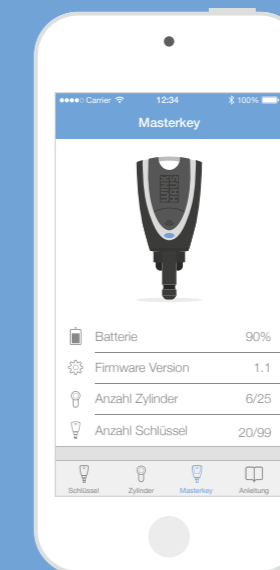 Carrier 12:34 100%
Masterkey
Batterie 90%
Firmware Version 1.1
Anzahl Zylinder 6/25
Anzahl Schlüssel 20/99
Schlüssel Zylinder Masterkey Anleitung